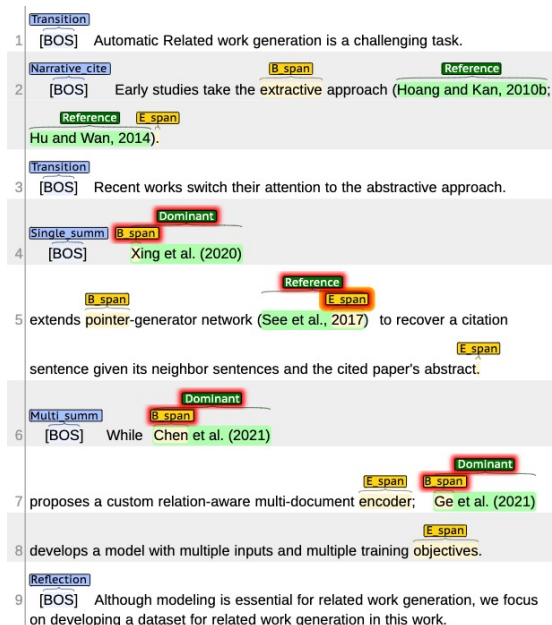 Transition
1 [BOS] Automatic Related work generation is a challenging task.
Narrative_cite B_span Reference
2 [BOS] Early studies take the extractive approach (Hoang and Kan, 2010b;
Reference E_span
Hu and Wan, 2014).
Transition
3 [BOS] Recent works switch their attention to the abstractive approach.
Dominant
Single_summ B_span
4 [BOS] Xing et al. (2020)
Reference
B_span E_span
5 extends pointer-generator network (See et al., 2017) to recover a citation
E_span
sentence given its neighbor sentences and the cited paper's abstract.
Dominant
Multi_summ B_span
6 [BOS] While Chen et al. (2021)
Dominant
E_span B_span
7 proposes a custom relation-aware multi-document encoder; Ge et al. (2021)
E_span
8 develops a model with multiple inputs and multiple training objectives.
Reflection
9 [BOS] Although modeling is essential for related work generation, we focus
on developing a dataset for related work generation in this work.